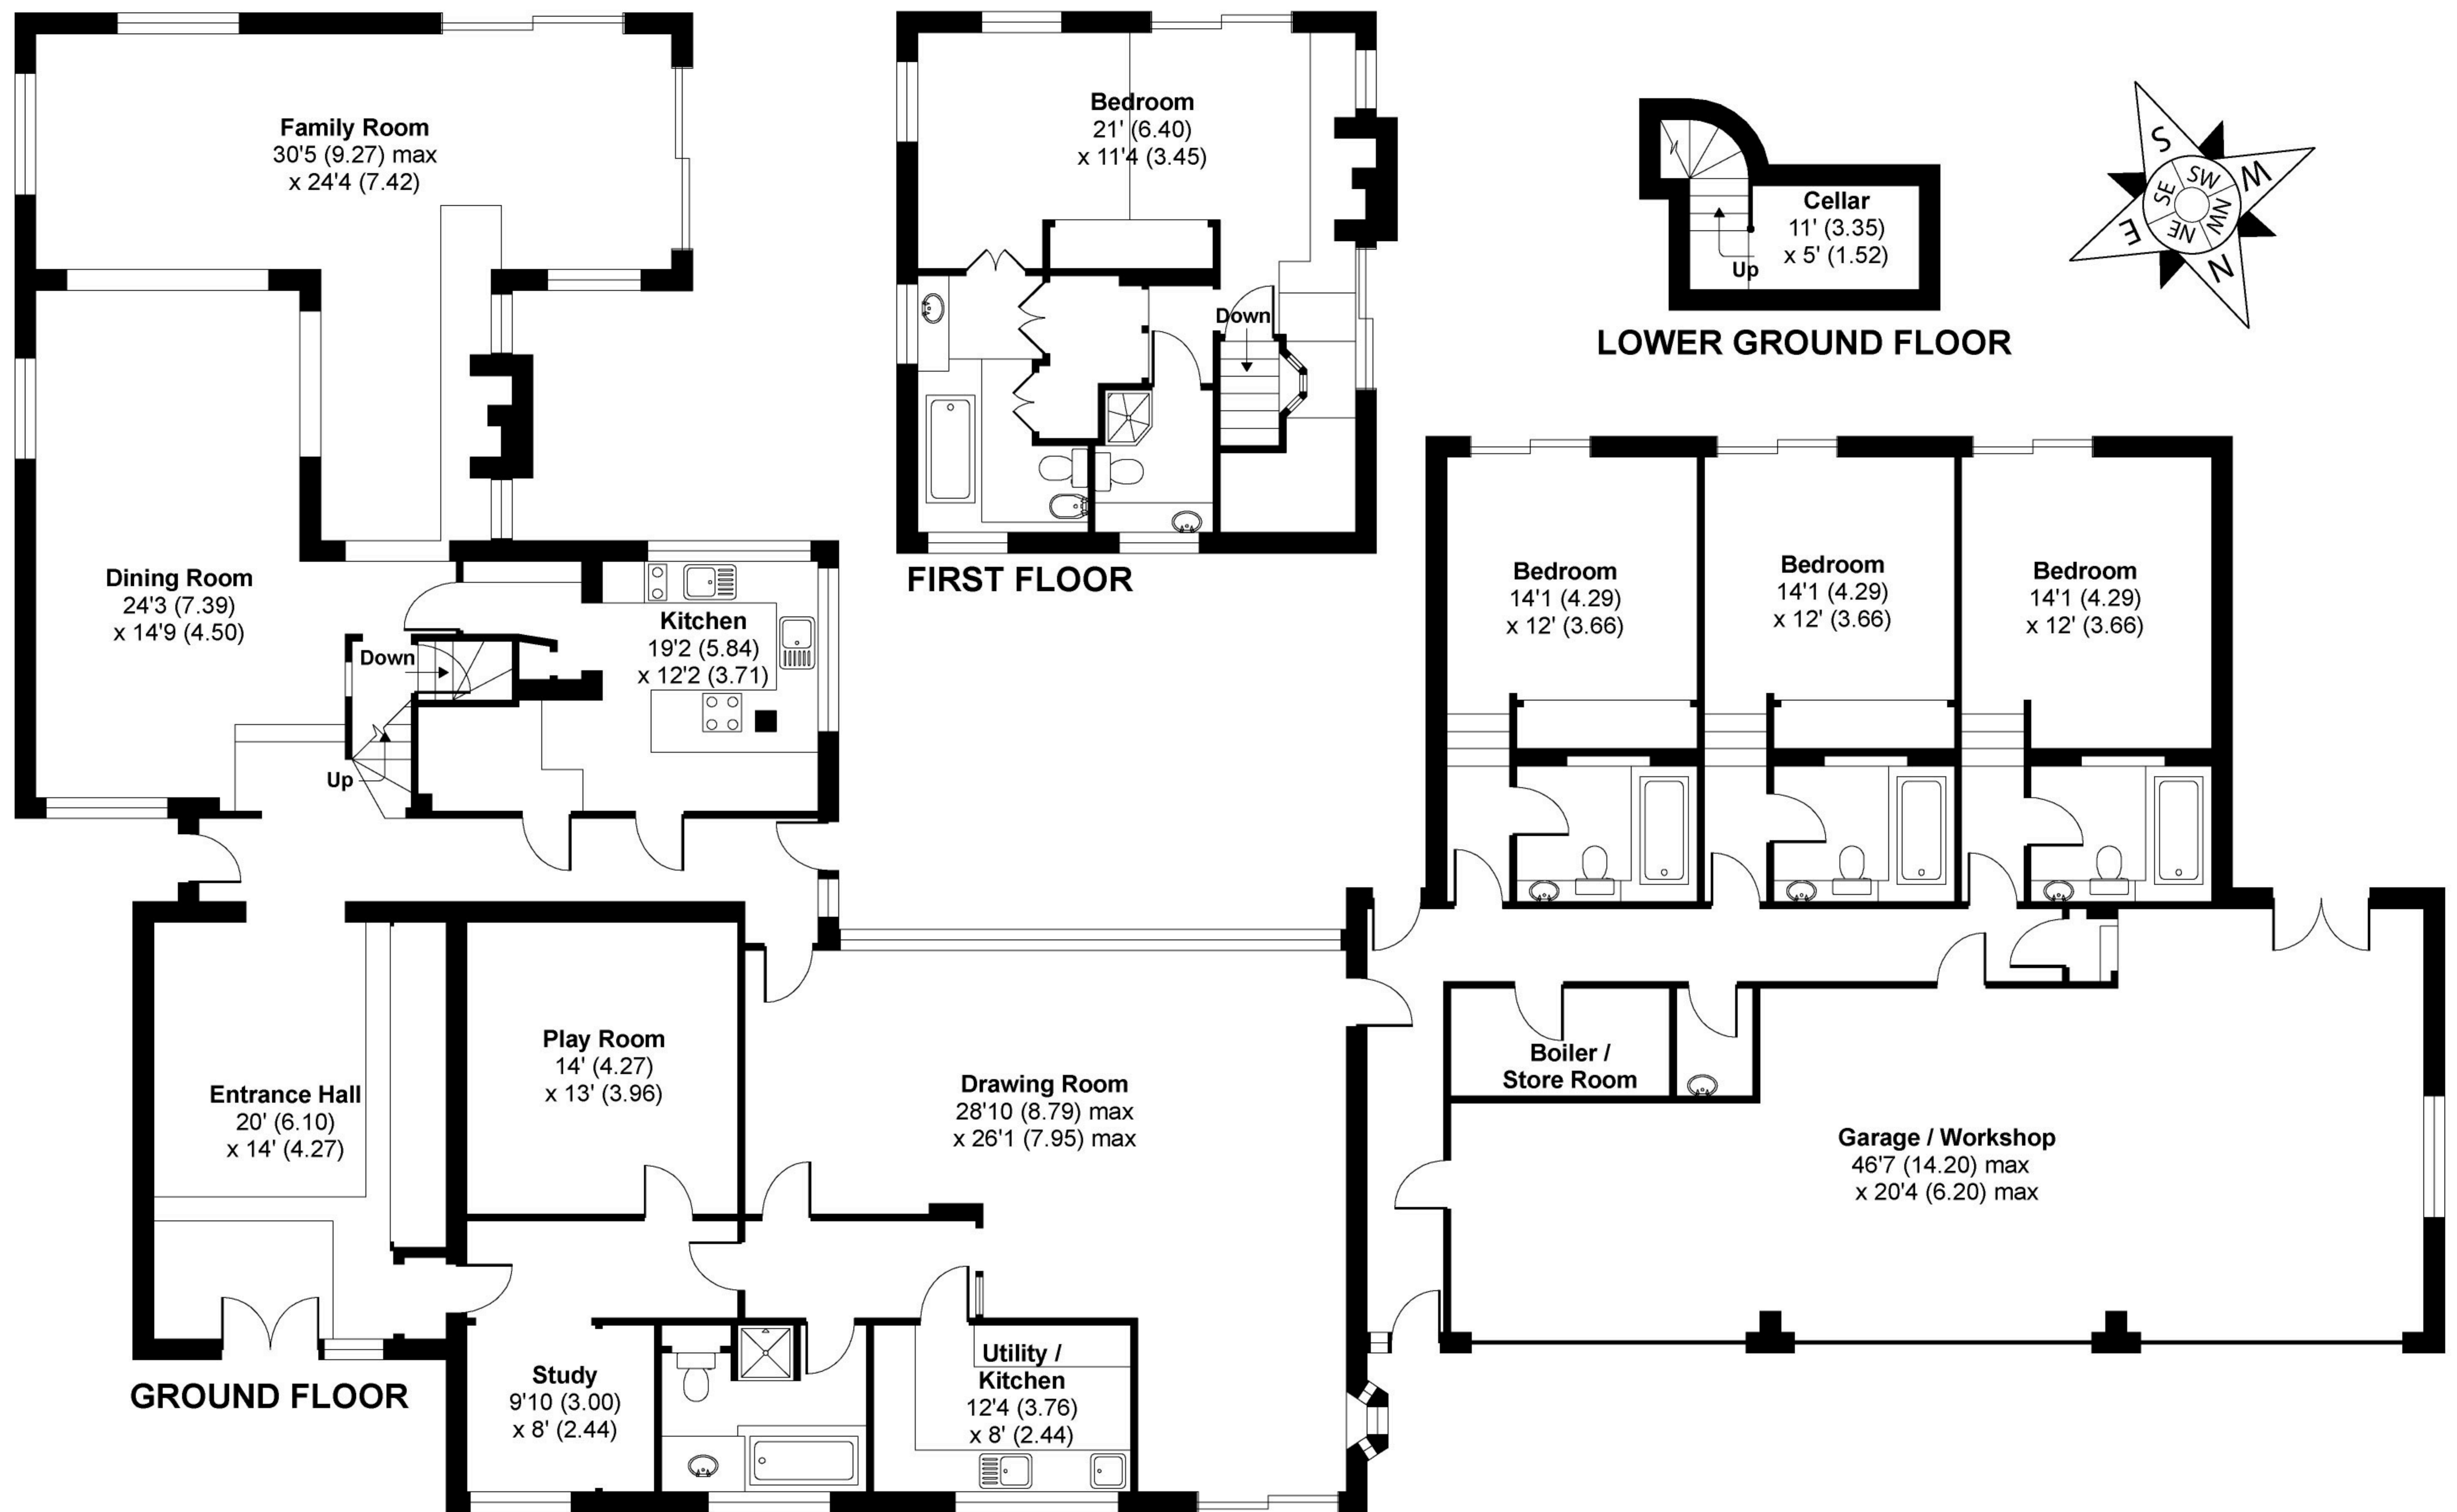 Family Room
30'5 (9.27) max
x 24'4 (7.42)
Dining Room
24'3 (7.39)
x 14'9 (4.50)
Down
Up
Kitchen
19'2 (5.84)
x 12'2 (3.71)
Entrance Hall
20' (6.10)
x 14' (4.27)
Play Room
14' (4.27)
x 13' (3.96)
Drawing Room
28'10 (8.79) max
x 26'1 (7.95) max
Study
9'10 (3.00)
x 8' (2.44)
Utility /
Kitchen
12'4 (3.76)
x 8' (2.44)
GROUND FLOOR
Bedroom
21' (6.40)
x 11'4 (3.45)
Down
FIRST FLOOR
Cellar
11' (3.35)
x 5' (1.52)
Up
LOWER GROUND FLOOR
S
SW
W
SE
NW
E
NE
N
Bedroom
14'1 (4.29)
x 12' (3.66)
Bedroom
14'1 (4.29)
x 12' (3.66)
Bedroom
14'1 (4.29)
x 12' (3.66)
Boiler /
Store Room
Garage / Workshop
46'7 (14.20) max
x 20'4 (6.20) max